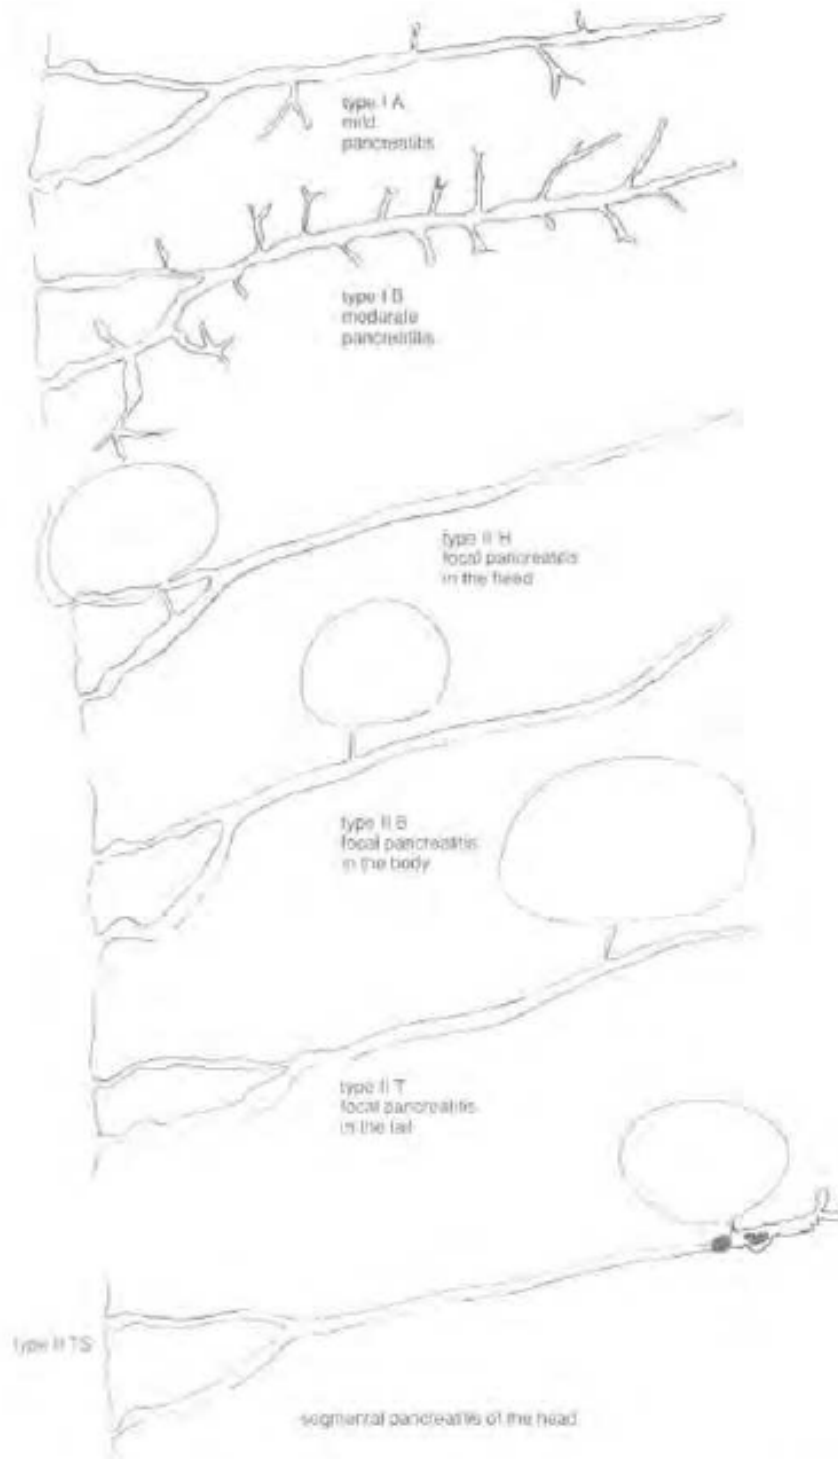 type I A
mild
pancreatitis
type I B
moderate
pancreatitis
type II H
focal pancreatitis
in the head
type II B
focal pancreatitis
in the body
type II T
focal pancreatitis
in the tail
type II TS
segmental pancreatitis of the head